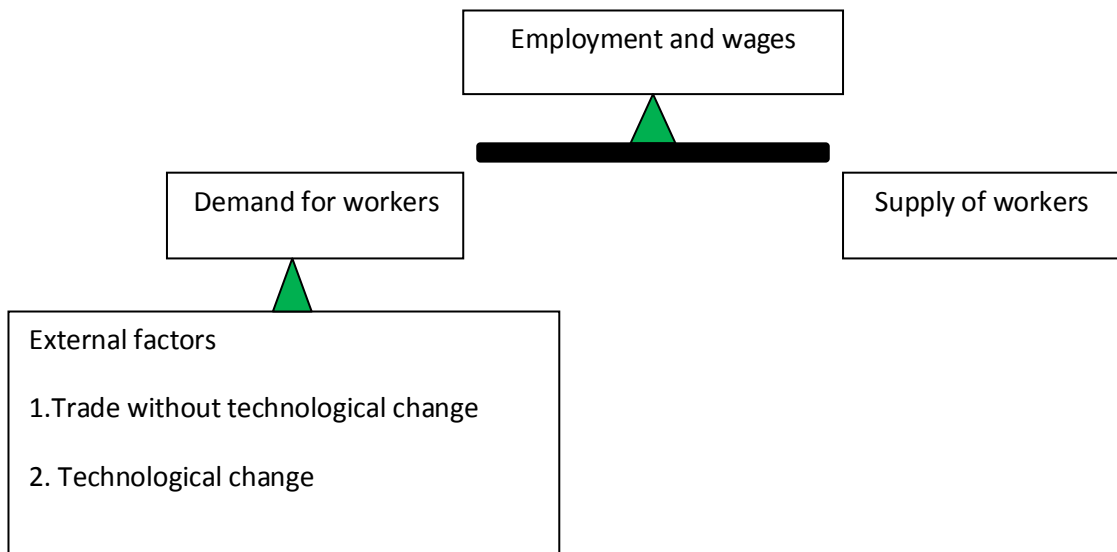 Employment and wages
Demand for workers
Supply of workers
External factors
1.Trade without technological change
2. Technological change